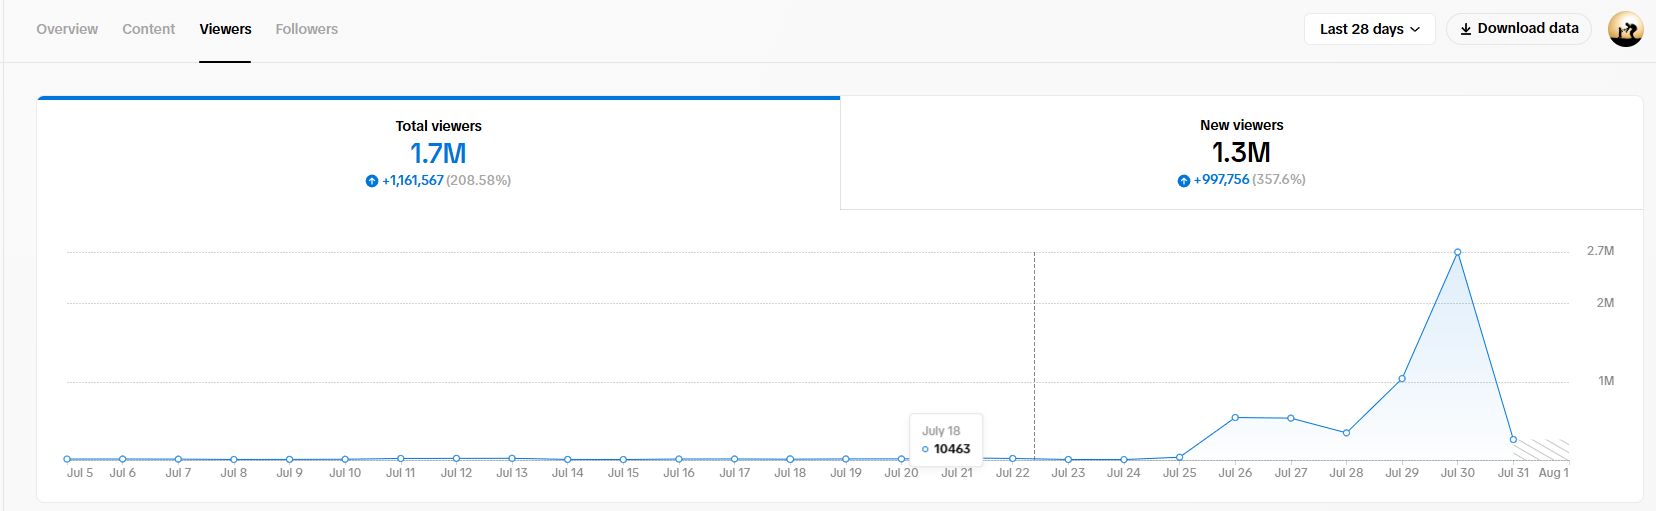 Overview Content Viewers Followers
Last 28 days
Download data
Total viewers
1.7M
+1,161,567 (208.58%)
New viewers
1.3M
+997,756 (357.6%)
2.7M
2M
1M
July 18
10463
Jul 5 Jul 6 Jul 7 Jul 8 Jul 9 Jul 10 Jul 11 Jul 12 Jul 13 Jul 14 Jul 15 Jul 16 Jul 17 Jul 18 Jul 19 Jul 20 Jul 21 Jul 22 Jul 23 Jul 24 Jul 25 Jul 26 Jul 27 Jul 28 Jul 29 Jul 30 Jul 31 Aug 1